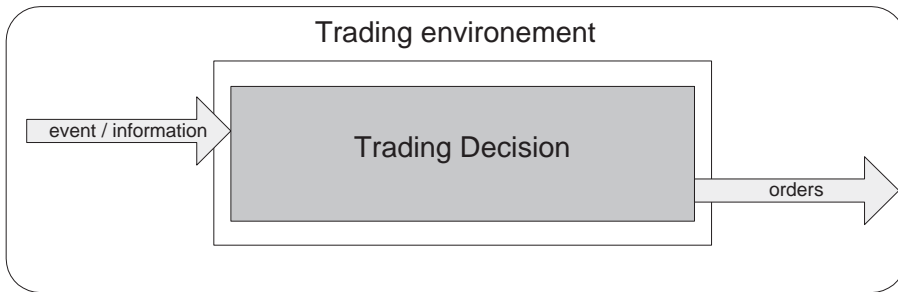 Trading environement
event / information
Trading Decision
orders